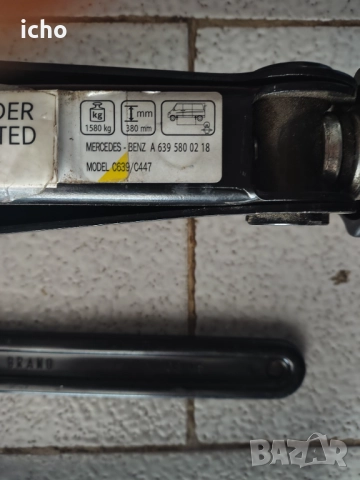 icho
DER
TED
kg
1580 kg
mm
380 mm
MERCEDES - BENZ A 639 580 02 18
MODEL C639/C447
BAZAR